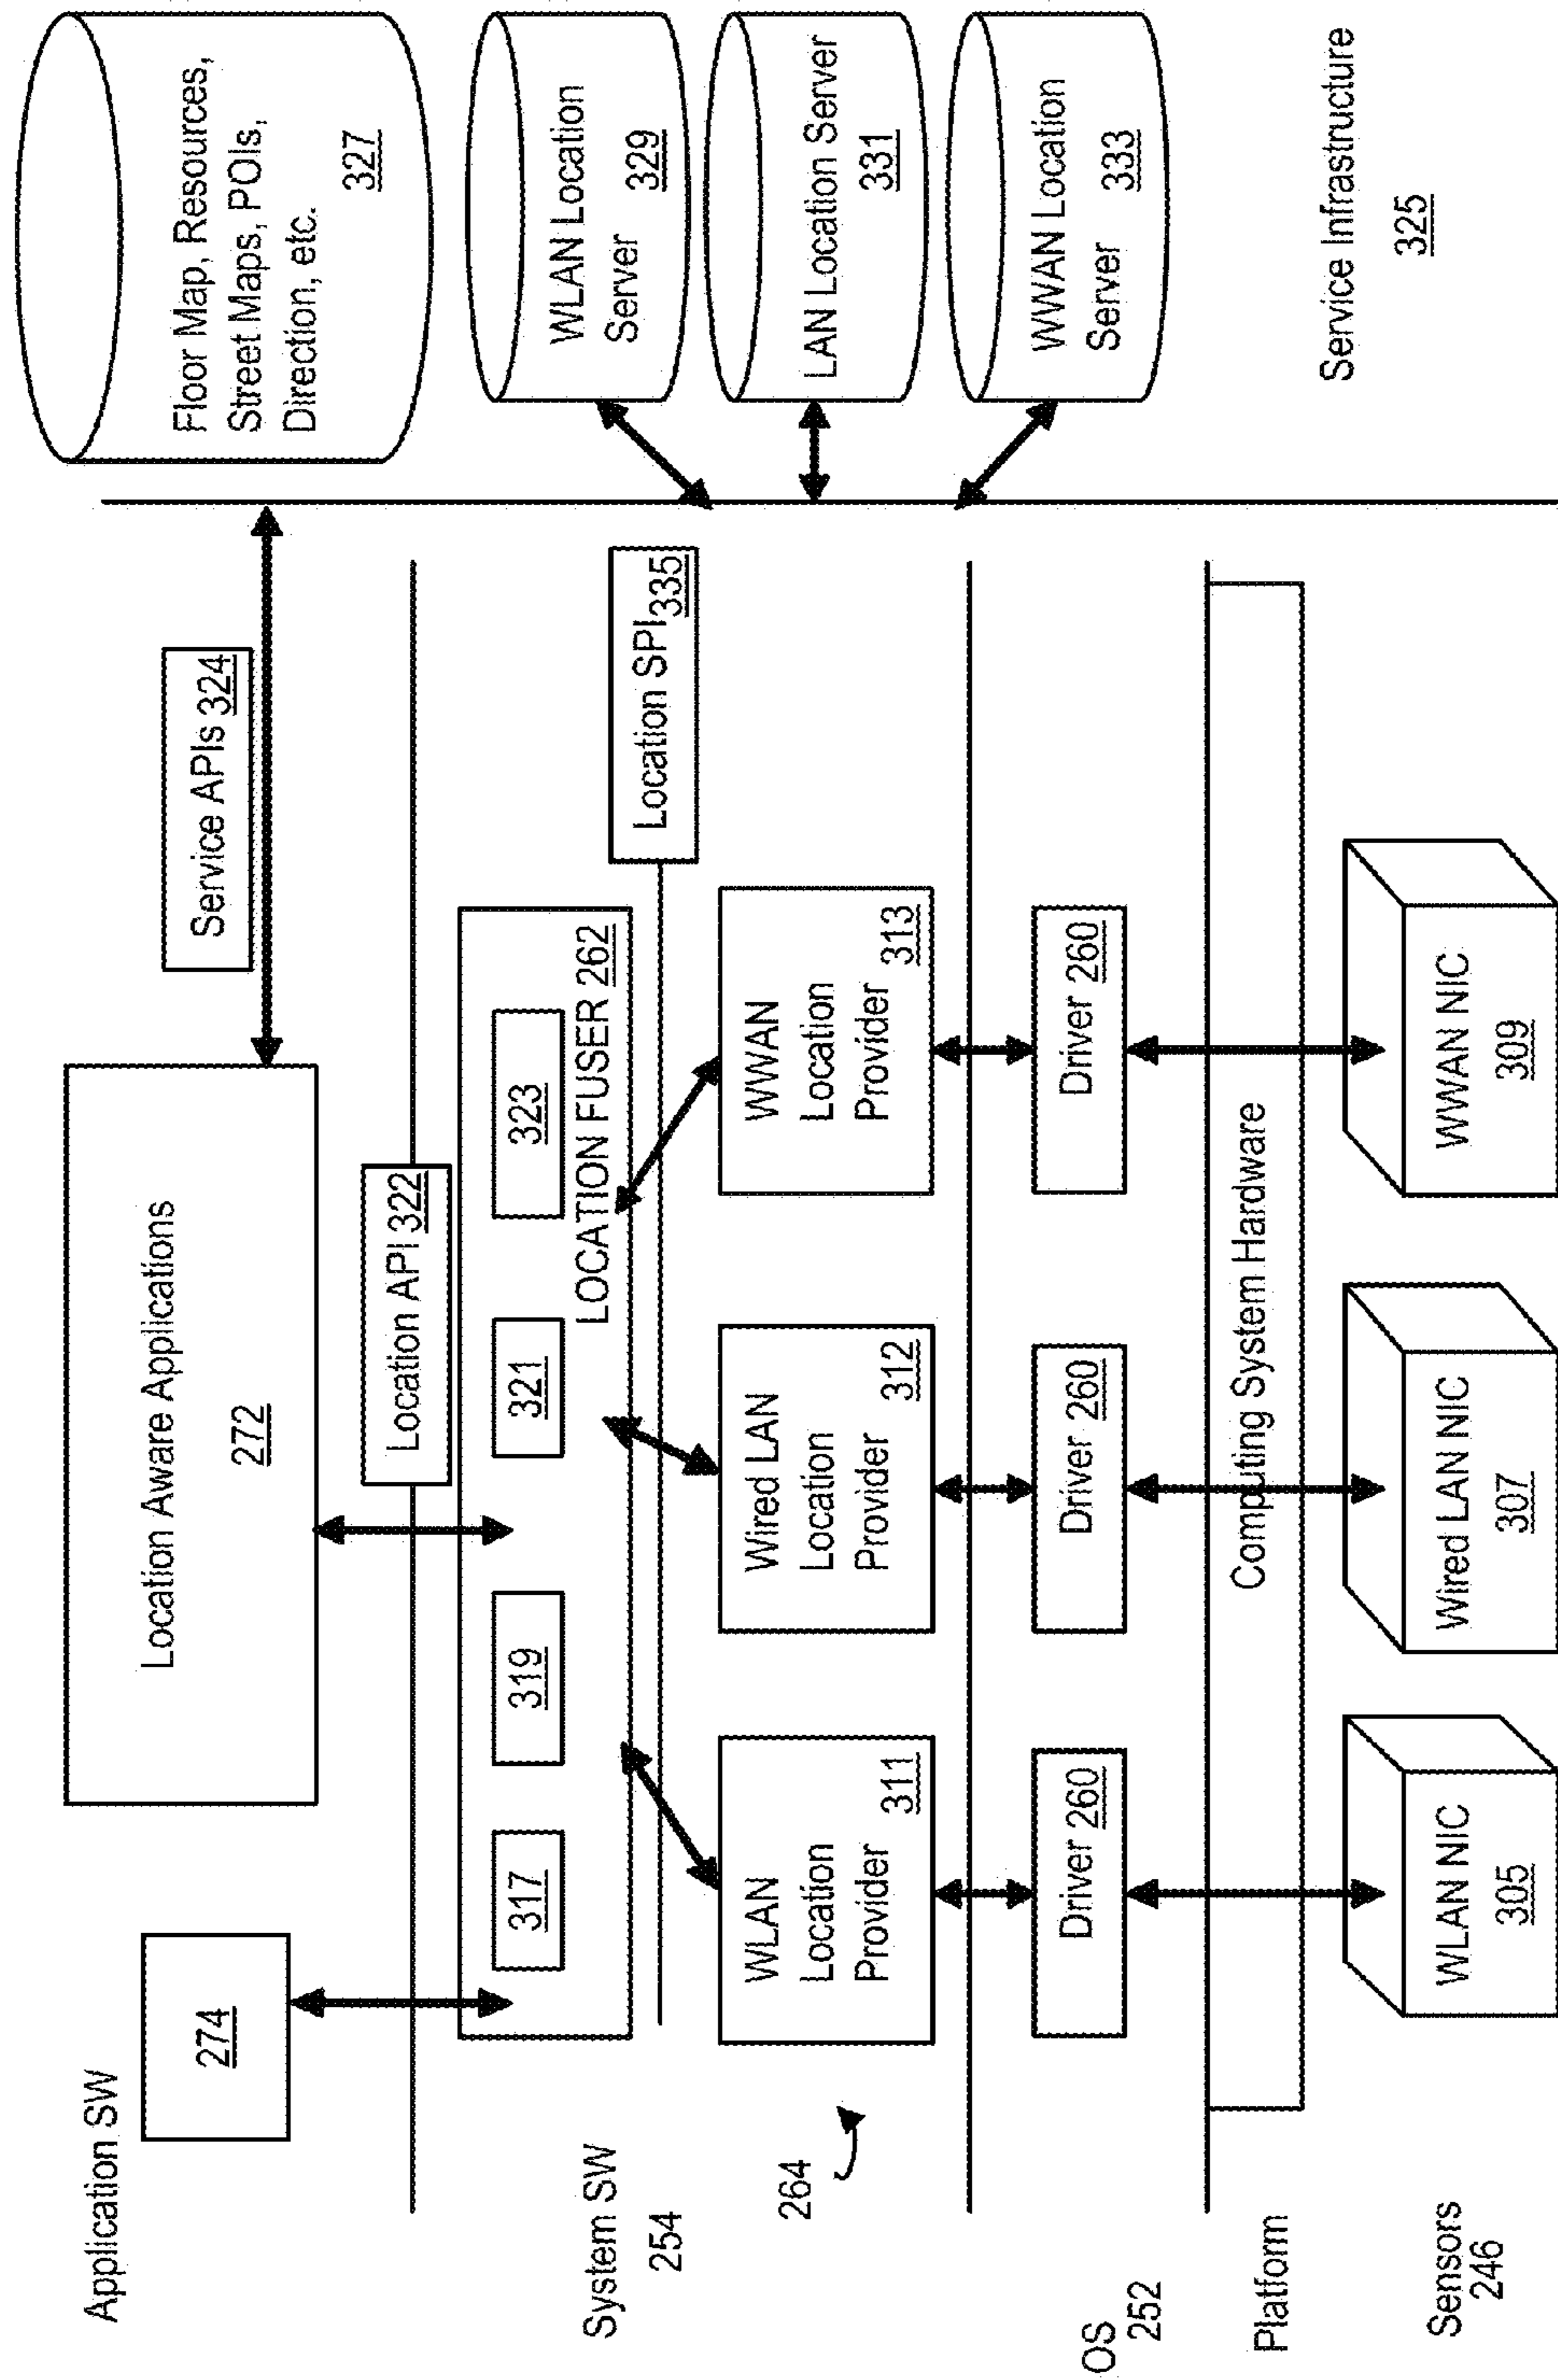 Application SW
274
Location Aware Applications
272
Service APIs 324
Location API 322
System SW
254
317
319
321
323
LOCATION FUSER 262
Location SPI 335
264
WLAN
Location
Provider
311
Wired LAN
Location
Provider
312
WWAN
Location
Provider
313
OS
252
Driver 260
Driver 260
Driver 260
Platform
Computing System Hardware
Sensors
246
WLAN NIC
305
Wired LAN NIC
307
WWAN NIC
309
Floor Map, Resources,
Street Maps, POIs,
Direction, etc.
327
WLAN Location
Server
329
LAN Location Server
331
WWAN Location
Server
333
Service Infrastructure
325